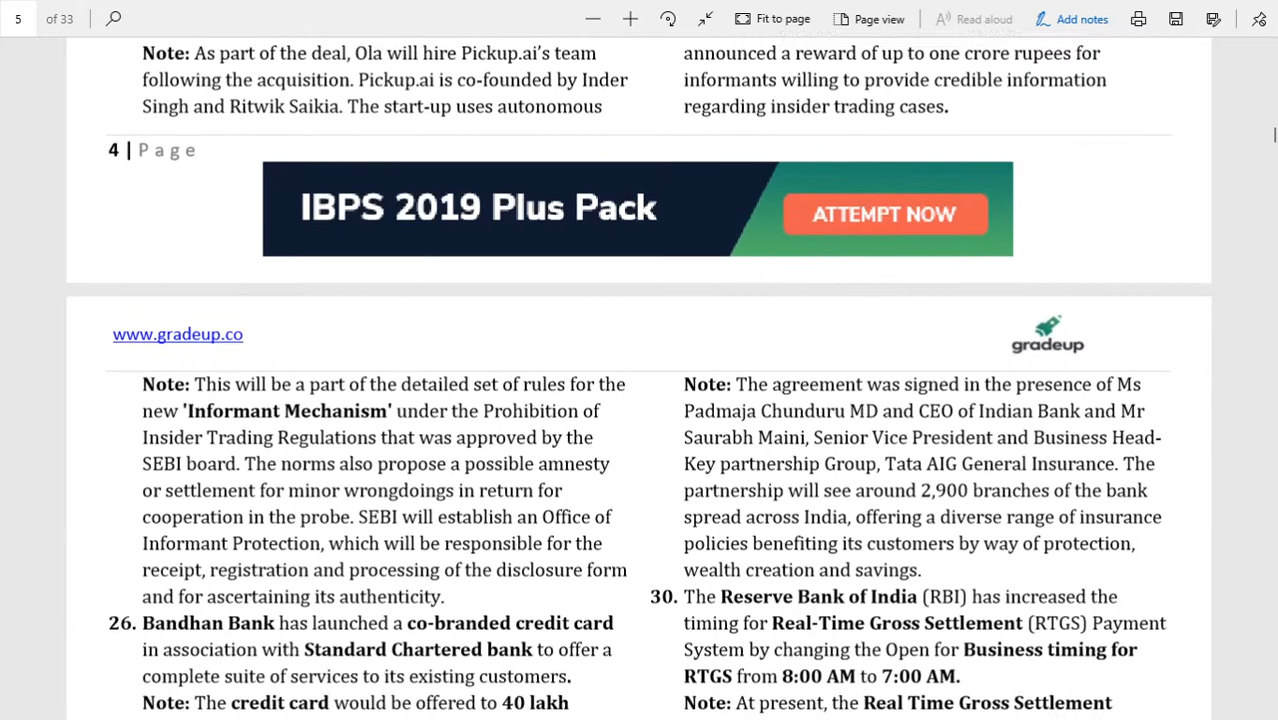 5 of 33
Fit to page
Page view
Read aloud
Add notes
Note: As part of the deal, Ola will hire Pickup.ai’s team
following the acquisition. Pickup.ai is co-founded by Inder
Singh and Ritwik Saikia. The start-up uses autonomous
announced a reward of up to one crore rupees for
informants willing to provide credible information
regarding insider trading cases.
4 | Page
IBPS 2019 Plus Pack
ATTEMPT NOW
www.gradeup.co
gradeup
Note: This will be a part of the detailed set of rules for the
new 'Informant Mechanism' under the Prohibition of
Insider Trading Regulations that was approved by the
SEBI board. The norms also propose a possible amnesty
or settlement for minor wrongdoings in return for
cooperation in the probe. SEBI will establish an Office of
Informant Protection, which will be responsible for the
receipt, registration and processing of the disclosure form
and for ascertaining its authenticity.
26. Bandhan Bank has launched a co-branded credit card
in association with Standard Chartered bank to offer a
complete suite of services to its existing customers.
Note: The credit card would be offered to 40 lakh
Note: The agreement was signed in the presence of Ms
Padmaja Chunduru MD and CEO of Indian Bank and Mr
Saurabh Maini, Senior Vice President and Business Head-
Key partnership Group, Tata AIG General Insurance. The
partnership will see around 2,900 branches of the bank
spread across India, offering a diverse range of insurance
policies benefiting its customers by way of protection,
wealth creation and savings.
30. The Reserve Bank of India (RBI) has increased the
timing for Real-Time Gross Settlement (RTGS) Payment
System by changing the Open for Business timing for
RTGS from 8:00 AM to 7:00 AM.
Note: At present, the Real Time Gross Settlement